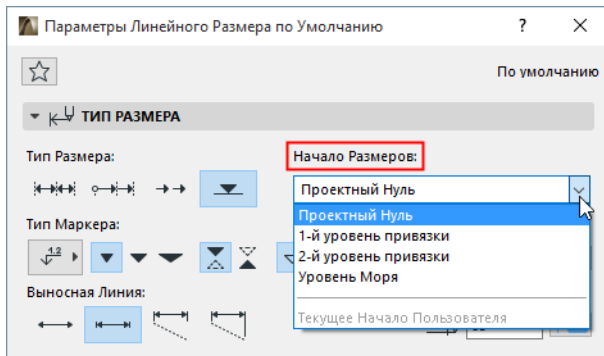 Параметры Линейного Размера по Умолчанию
?
По умолчанию
ТИП РАЗМЕРА
Тип Размера:
Начало Размеров:
Проектный Нуль
Проектный Нуль
Тип Маркера:
1-й уровень привязки
1.2
2-й уровень привязки
Уровень Моря
Выносная Линия:
Текущее Начало Пользователя